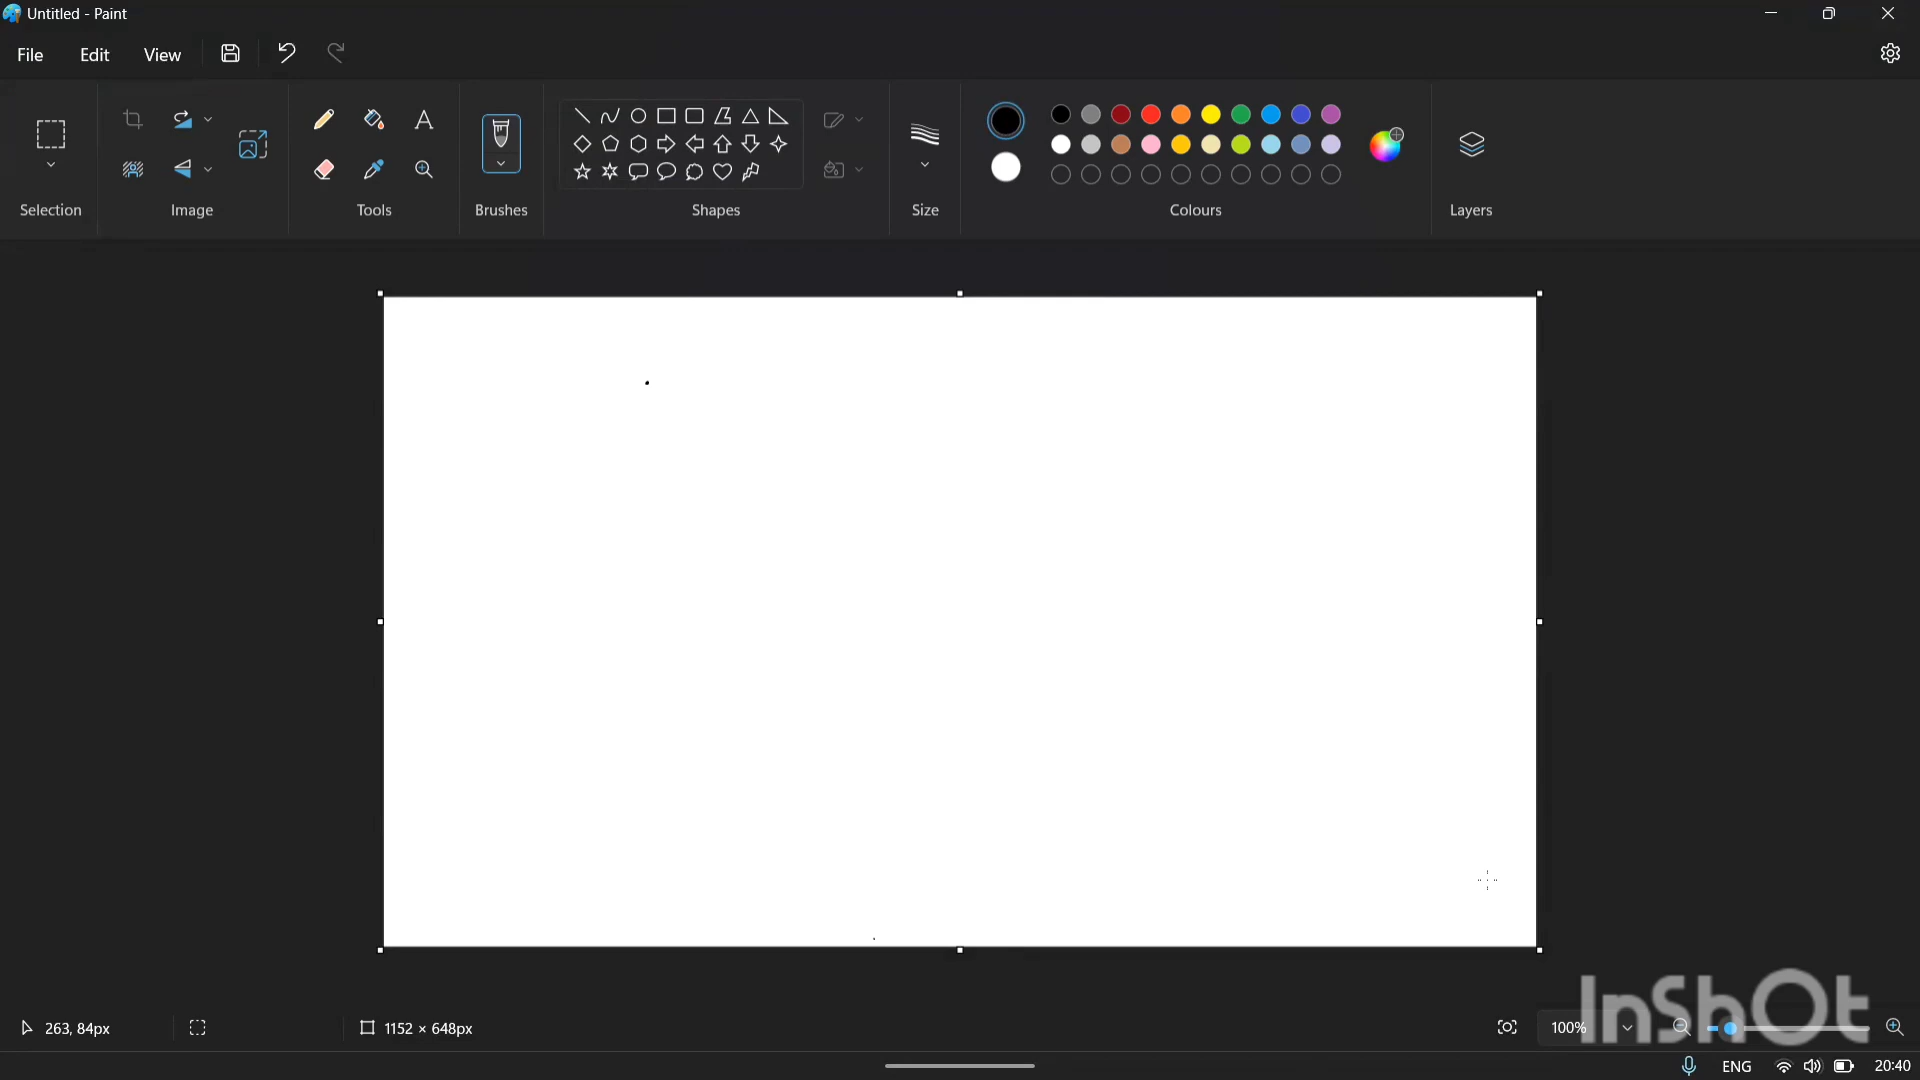 Untitled - Paint
File Edit View
Selection Image Tools Brushes Shapes Size Colours Layers
263, 84px 1152 × 648px 100%
InShOt
ENG 20:40